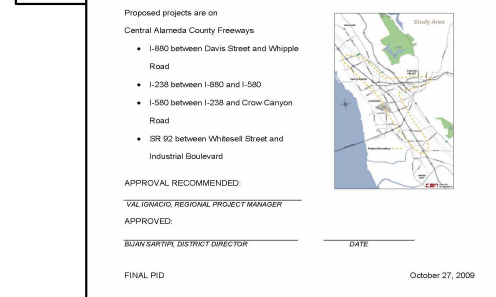 Proposed projects are on
Central Alameda County Freeways
• I-880 between Davis Street and Whipple
Road
• I-238 between I-880 and I-580
• I-580 between I-238 and Crow Canyon
Road
• SR 92 between Whitesell Street and
Industrial Boulevard
Study Area
APPROVAL RECOMMENDED:
VAL IGNACIO, REGIONAL PROJECT MANAGER
APPROVED:
BIJAN SARTIPI, DISTRICT DIRECTOR
DATE
FINAL PID
October 27, 2009